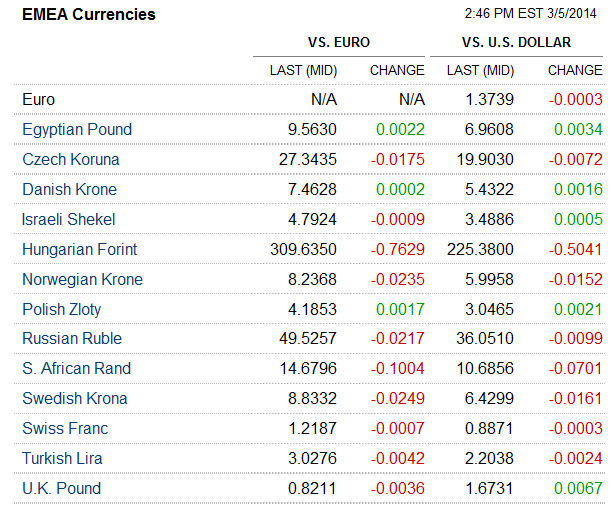 EMEA Currencies 2:46 PM EST 3/5/2014
VS. EURO VS. U.S. DOLLAR
LAST (MID) CHANGE LAST (MID) CHANGE
Euro N/A N/A 1.3739 -0.0003
Egyptian Pound 9.5630 0.0022 6.9608 0.0034
Czech Koruna 27.3435 -0.0175 19.9030 -0.0072
Danish Krone 7.4628 0.0002 5.4322 0.0016
Israeli Shekel 4.7924 -0.0009 3.4886 0.0005
Hungarian Forint 309.6350 -0.7629 225.3800 -0.5041
Norwegian Krone 8.2368 -0.0235 5.9958 -0.0152
Polish Zloty 4.1853 0.0017 3.0465 0.0021
Russian Ruble 49.5257 -0.0217 36.0510 -0.0099
S. African Rand 14.6796 -0.1004 10.6856 -0.0701
Swedish Krona 8.8332 -0.0249 6.4299 -0.0161
Swiss Franc 1.2187 -0.0007 0.8871 -0.0003
Turkish Lira 3.0276 -0.0042 2.2038 -0.0024
U.K. Pound 0.8211 -0.0036 1.6731 0.0067